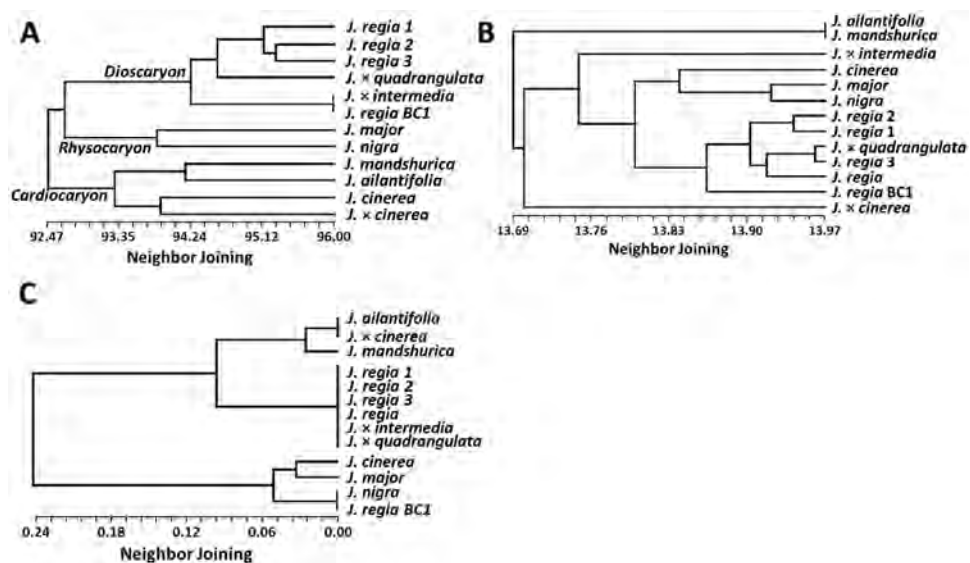 A
J. regia 1
J. regia 2
J. regia 3
J. × quadrangulata
J. × intermedia
J. regia BC1
J. major
J. nigra
J. mandshurica
J. ailantifolia
J. cinerea
J. × cinerea
Dioscaryon
Rhysocaryon
Cardiocaryon
92.47 93.35 94.24 95.12 96.00
Neighbor Joining
B
J. ailantifolia
J. mandshurica
J. × intermedia
J. cinerea
J. major
J. nigra
J. regia 2
J. regia 1
J. × quadrangulata
J. regia 3
J. regia
J. regia BC1
J. × cinerea
13.69 13.76 13.83 13.90 13.97
Neighbor Joining
C
J. ailantifolia
J. × cinerea
J. mandshurica
J. regia 1
J. regia 2
J. regia 3
J. regia
J. × intermedia
J. × quadrangulata
J. cinerea
J. major
J. nigra
J. regia BC1
0.24 0.18 0.12 0.06 0.00
Neighbor Joining